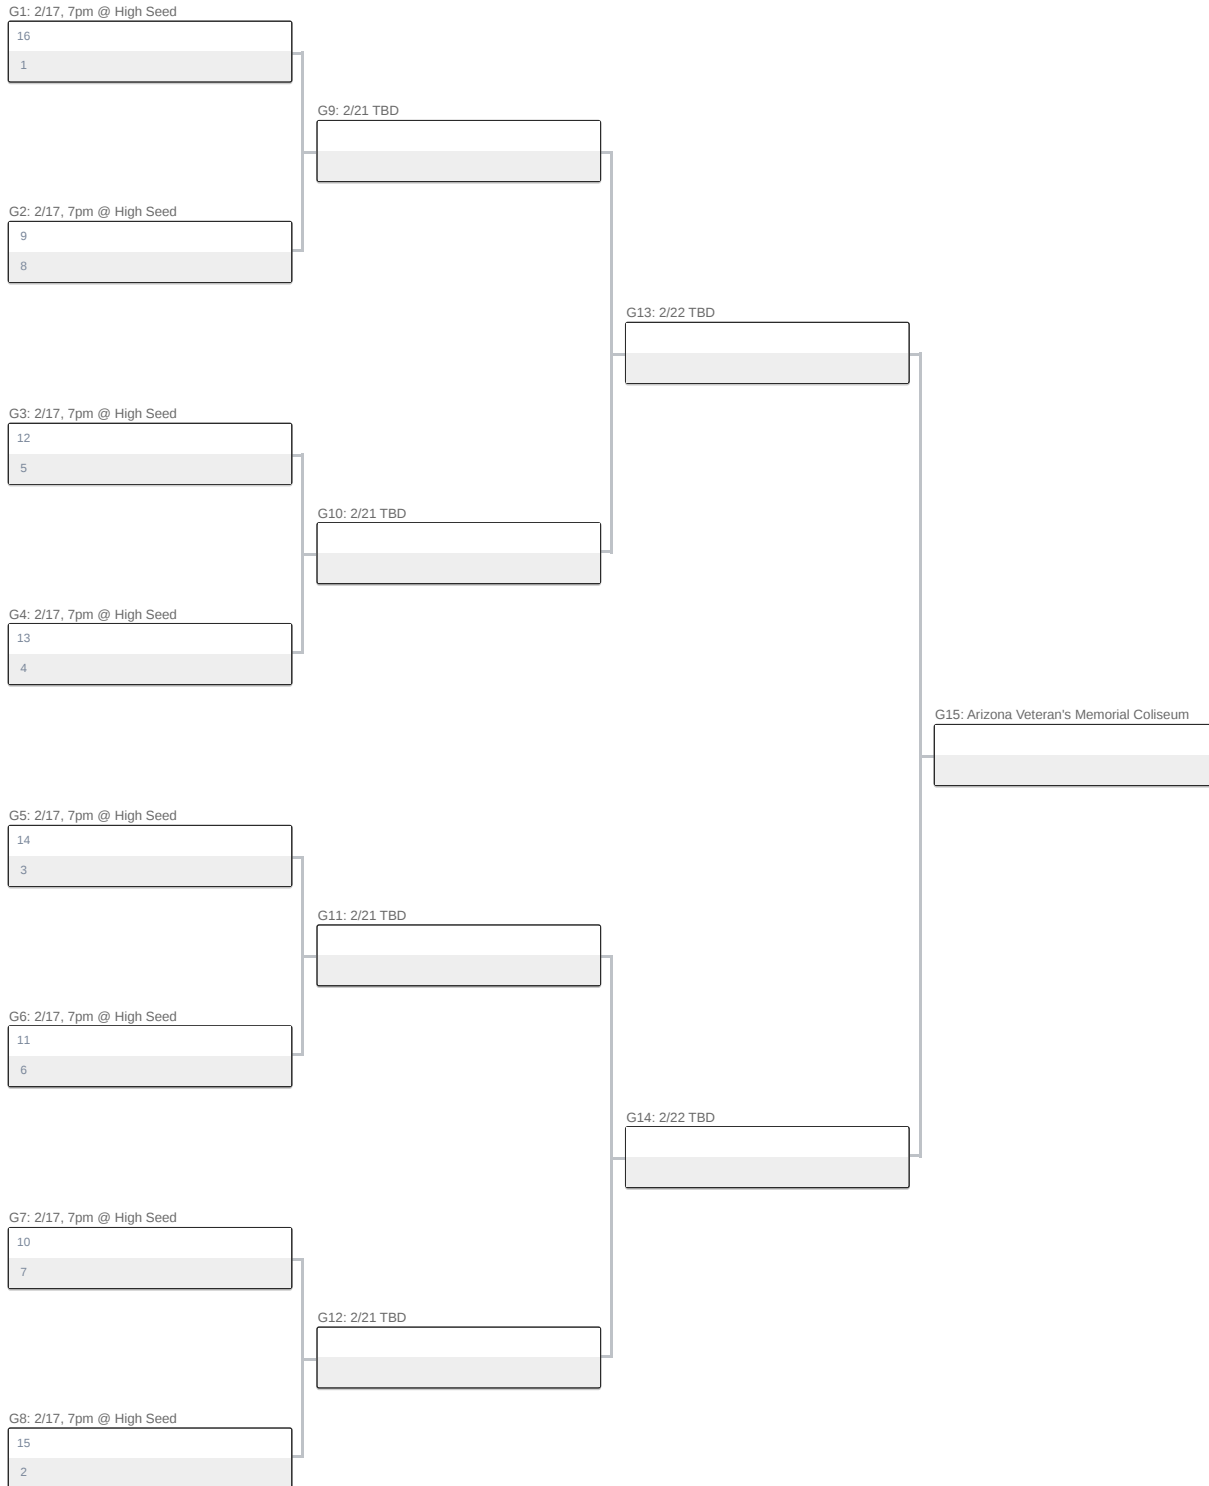 G1: 2/17, 7pm @ High Seed
16
1
G9: 2/21 TBD
G2: 2/17, 7pm @ High Seed
9
8
G13: 2/22 TBD
G3: 2/17, 7pm @ High Seed
12
5
G10: 2/21 TBD
G4: 2/17, 7pm @ High Seed
13
4
G15: Arizona Veteran's Memorial Coliseum
G5: 2/17, 7pm @ High Seed
14
3
G11: 2/21 TBD
G6: 2/17, 7pm @ High Seed
11
6
G14: 2/22 TBD
G7: 2/17, 7pm @ High Seed
10
7
G12: 2/21 TBD
G8: 2/17, 7pm @ High Seed
15
2